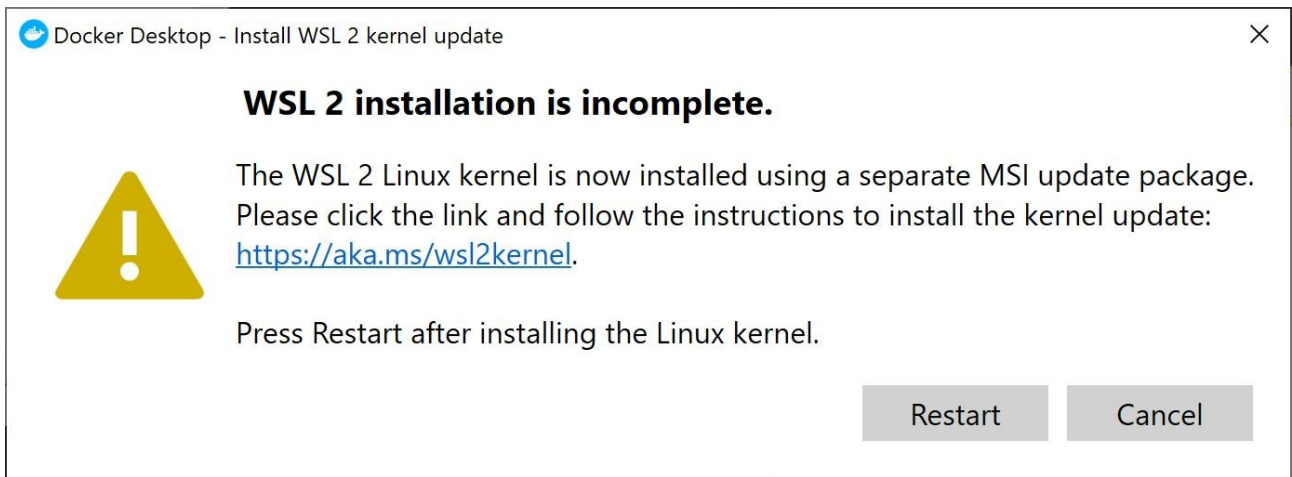 Docker Desktop - Install WSL 2 kernel update
WSL 2 installation is incomplete.
The WSL 2 Linux kernel is now installed using a separate MSI update package.
Please click the link and follow the instructions to install the kernel update:
https://aka.ms/wsl2kernel.
Press Restart after installing the Linux kernel.
Restart Cancel